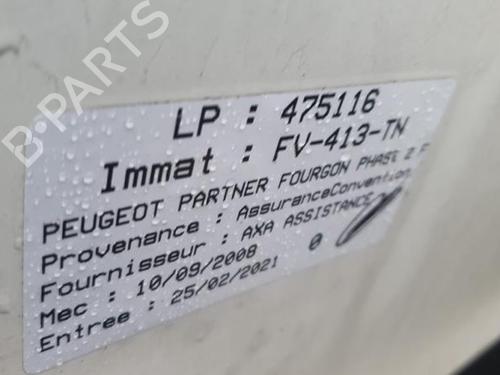 LP : 475116
Immat : FV-413-TN
PEUGEOT PARTNER FOURGON PHASE 2 F
Provenance : AssuranceConvention
Fournisseur : AXA ASSISTANCE
Mec : 10/09/2008 0
Entree : 25/02/2021